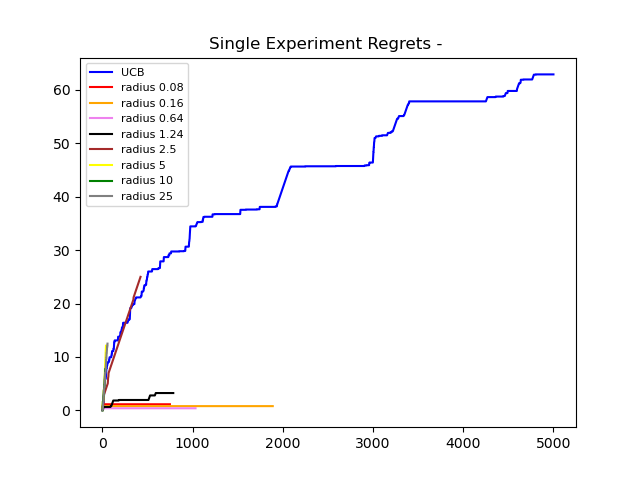 Single Experiment Regrets -
UCB
radius 0.08
radius 0.16
radius 0.64
radius 1.24
radius 2.5
radius 5
radius 10
radius 25
60
50
40
30
20
10
0
0 1000 2000 3000 4000 5000